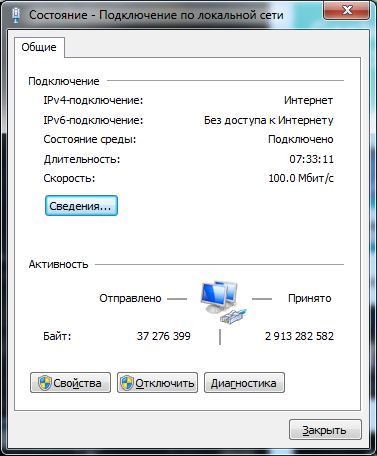 Состояние - Подключение по локальной сети
Общие
Подключение
IPv4-подключение: Интернет
IPv6-подключение: Без доступа к Интернету
Состояние среды: Подключено
Длительность: 07:33:11
Скорость: 100.0 Мбит/с
Сведения...
Активность
Отправлено — Принято
Байт: 37 276 399 | 2 913 282 582
Свойства Отключить Диагностика
Закрыть